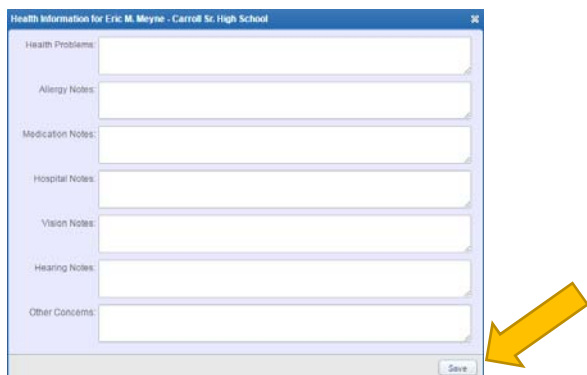 Health Information for Eric M. Meyne - Carroll Sr. High School
Health Problems:
Allergy Notes:
Medication Notes:
Hospital Notes:
Vision Notes:
Hearing Notes:
Other Concerns:
Save